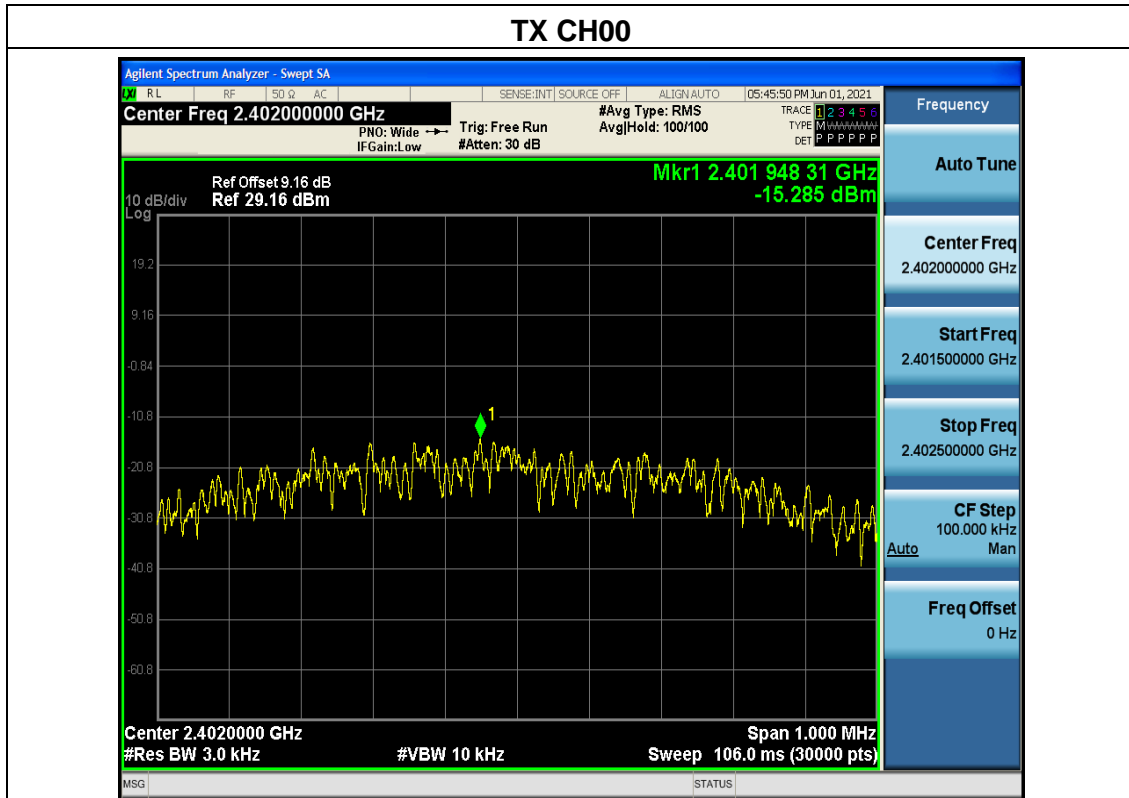 TX CH00
Agilent Spectrum Analyzer - Swept SA
LXI RL RF 50 Ω AC SENSE:INT SOURCE OFF ALIGN AUTO 05:45:50 PM Jun 01, 2021
Center Freq 2.402000000 GHz
PNO: Wide
IFGain:Low
Trig: Free Run
#Atten: 30 dB
#Avg Type: RMS
Avg|Hold: 100/100
TRACE 1 2 3 4 5 6
TYPE M
DET P P P P P P
Mkr1 2.401 948 31 GHz
-15.285 dBm
Ref Offset 9.16 dB
10 dB/div Ref 29.16 dBm
Log
19.2
9.16
-0.84
-10.8
-20.8
-30.8
-40.8
-50.8
-60.8
1
Center 2.4020000 GHz Span 1.000 MHz
#Res BW 3.0 kHz #VBW 10 kHz Sweep 106.0 ms (30000 pts)
MSG STATUS
Frequency
Auto Tune
Center Freq
2.402000000 GHz
Start Freq
2.401500000 GHz
Stop Freq
2.402500000 GHz
CF Step
100.000 kHz
Auto Man
Freq Offset
0 Hz